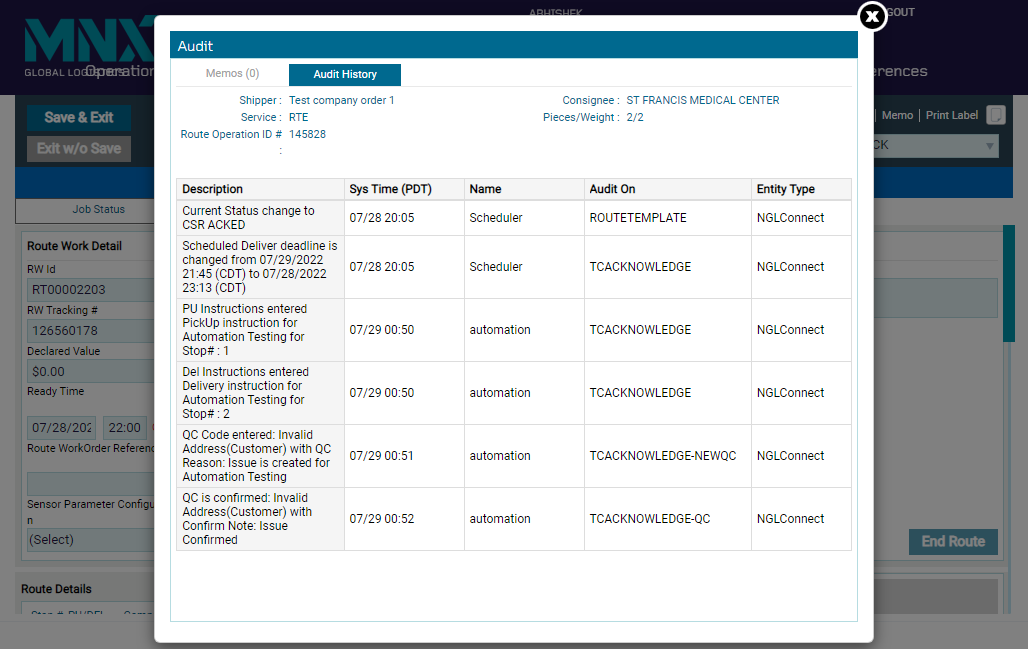 ABHISHEK
GOUT
MNX
GLOBAL LOGISTICS
Operation
erences
X
Audit
Memos (0)
Audit History
Shipper : Test company order 1
Consignee : ST FRANCIS MEDICAL CENTER
Service : RTE
Pieces/Weight : 2/2
Route Operation ID # 145828
:
Save & Exit
Exit w/o Save
| Memo | Print Label
CK
Job Status
Description Sys Time (PDT) Name Audit On Entity Type
Current Status change to
CSR ACKED
07/28 20:05 Scheduler ROUTETEMPLATE NGLConnect
Scheduled Deliver deadline is
changed from 07/29/2022
21:45 (CDT) to 07/28/2022
23:13 (CDT)
07/28 20:05 Scheduler TCACKNOWLEDGE NGLConnect
PU Instructions entered
PickUp instruction for
Automation Testing for
Stop# : 1
07/29 00:50 automation TCACKNOWLEDGE NGLConnect
Del Instructions entered
Delivery instruction for
Automation Testing for
Stop# : 2
07/29 00:50 automation TCACKNOWLEDGE NGLConnect
QC Code entered: Invalid
Address(Customer) with QC
Reason: Issue is created for
Automation Testing
07/29 00:51 automation TCACKNOWLEDGE-NEWQC NGLConnect
QC is confirmed: Invalid
Address(Customer) with
Confirm Note: Issue
Confirmed
07/29 00:52 automation TCACKNOWLEDGE-QC NGLConnect
Route Work Detail
RW Id
RT00002203
RW Tracking #
126560178
Declared Value
$0.00
Ready Time
07/28/202 22:00
Route WorkOrder Referenc
Sensor Parameter Configu
n
(Select)
End Route
Route Details
Stop # PU/DEL